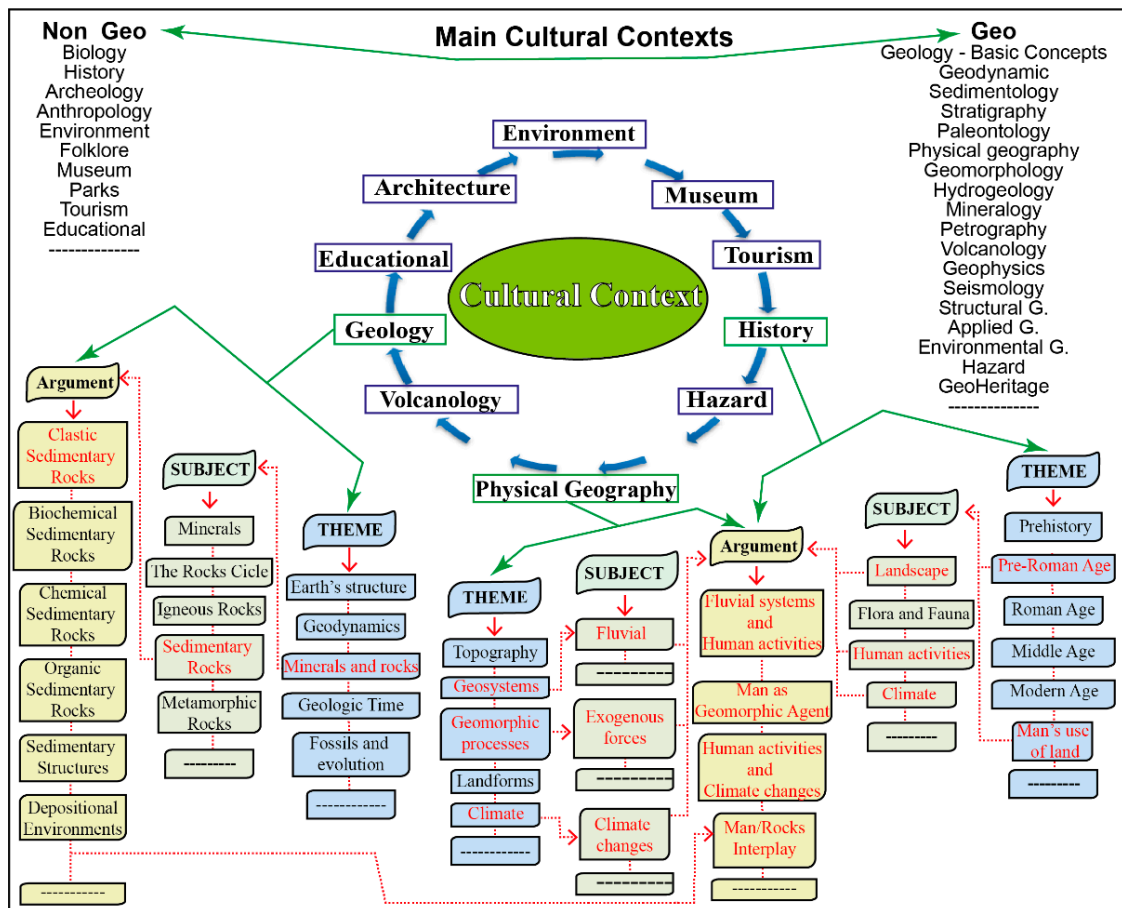 Main Cultural Contexts
Non Geo
Biology
History
Archeology
Anthropology
Environment
Folklore
Museum
Parks
Tourism
Educational
--------------
Geo
Geology - Basic Concepts
Geodynamic
Sedimentology
Stratigraphy
Paleontology
Physical geography
Geomorphology
Hydrogeology
Mineralogy
Petrography
Volcanology
Geophysics
Seismology
Structural G.
Applied G.
Environmental G.
Hazard
GeoHeritage
--------------
Environment
Museum
Tourism
History
Hazard
Physical Geography
Volcanology
Geology
Educational
Architecture
Cultural Context
Argument
Clastic
Sedimentary
Rocks
Biochemical
Sedimentary
Rocks
Chemical
Sedimentary
Rocks
Organic
Sedimentary
Rocks
Sedimentary
Structures
Depositional
Environments
-----------
SUBJECT
Minerals
The Rocks Cicle
Igneous Rocks
Sedimentary
Rocks
Metamorphic
Rocks
---------
THEME
Earth's structure
Geodynamics
Minerals and rocks
Geologic Time
Fossils and
evolution
------------
THEME
Topography
Geosystems
Geomorphic
processes
Landforms
Climate
------------
SUBJECT
Fluvial
-----------
Exogenous
forces
-----------
Climate
changes
-----------
Argument
Fluvial systems
and
Human activities
Man as
Geomorphic Agent
Human activities
and
Climate changes
Man/Rocks
Interplay
-----------
SUBJECT
Landscape
Flora and Fauna
Human activities
Climate
---------
THEME
Prehistory
Pre-Roman Age
Roman Age
Middle Age
Modern Age
Man's use
of land
---------